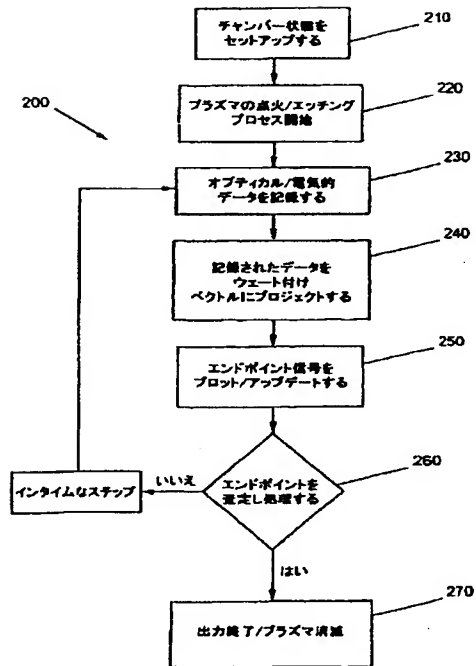 チャンバー状態を
セットアップする
210
200
プラズマの点火/エッチング
プロセス開始
220
オプティカル/電気的
データを記録する
230
記録されたデータを
ウェート付け
ベクトルにプロジェクトする
240
エンドポイント信号を
プロット/アップデートする
250
エンドポイントを
査定し処理する
260
いいえ
インタイムなステップ
はい
出力終了/プラズマ消滅
270